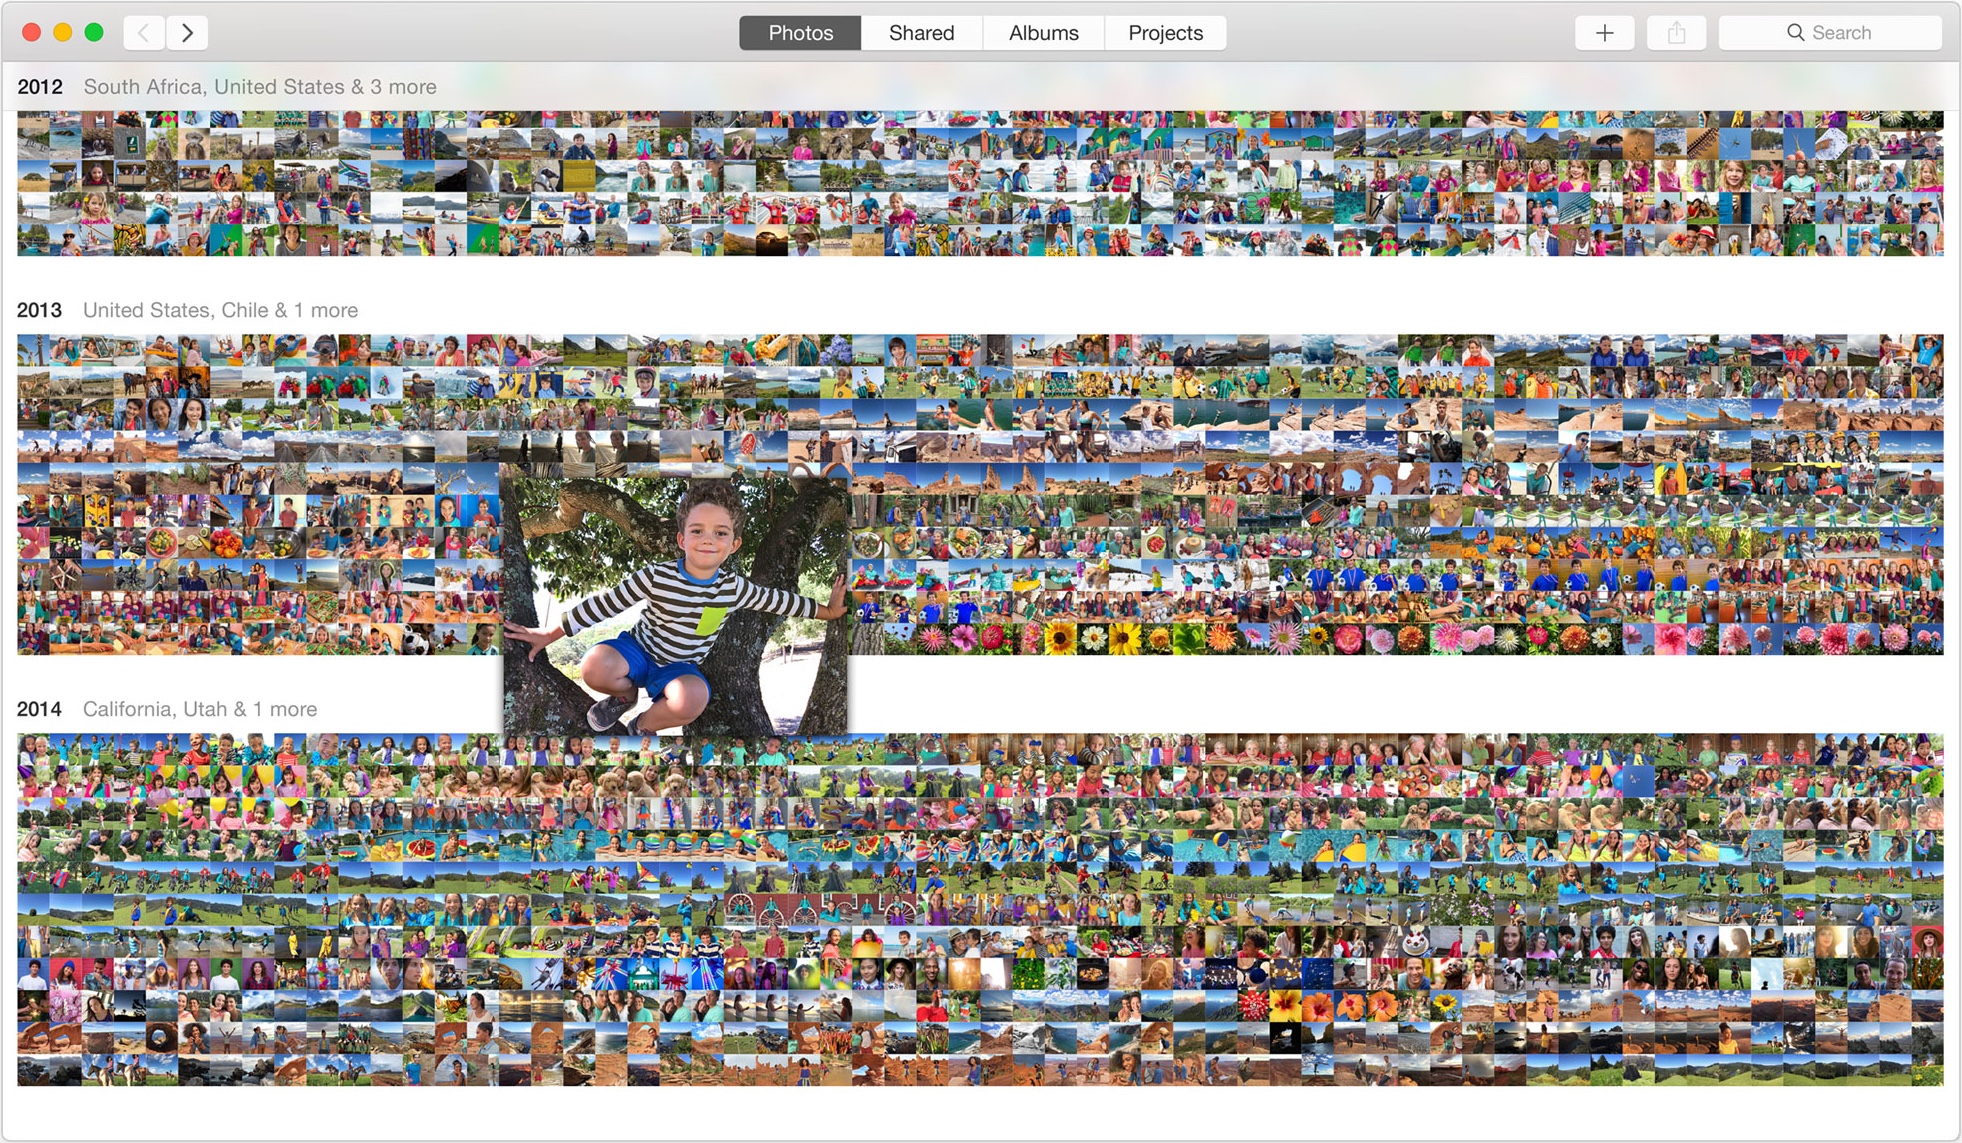 Photos Shared Albums Projects Search
2012 South Africa, United States & 3 more
2013 United States, Chile & 1 more
2014 California, Utah & 1 more